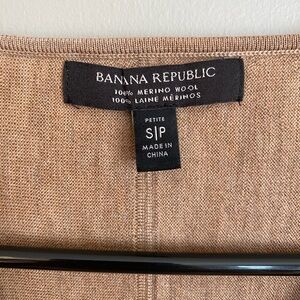 BANANA REPUBLIC
100% MERINO WOOL
100% LAINE MÉRINOS
PETITE
S|P
MADE IN
CHINA